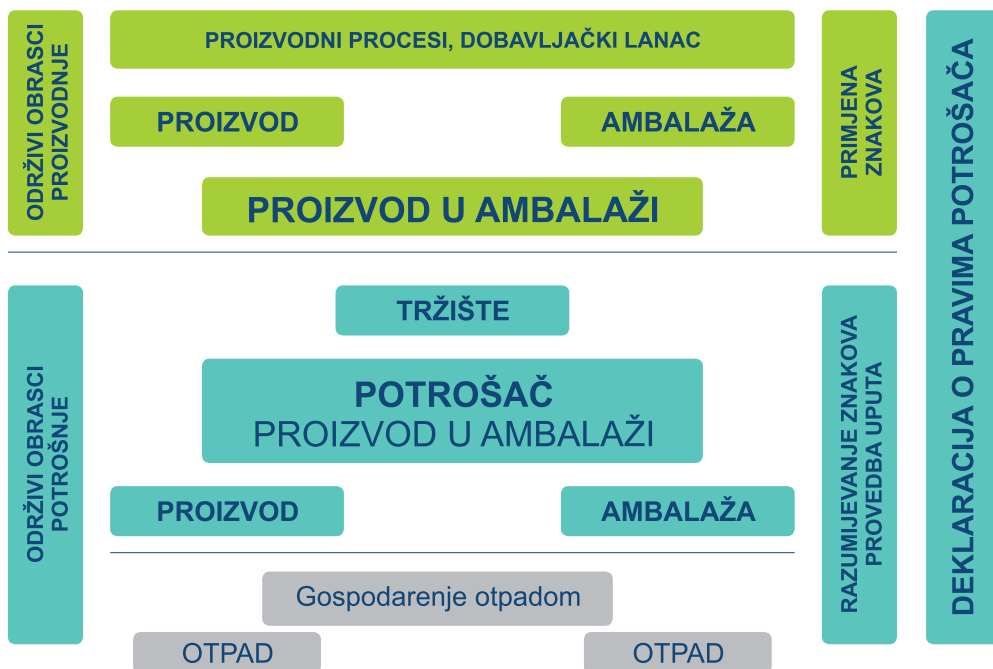 ODRŽIVI OBRASCI
PROIZVODNJE
PROIZVODNI PROCESI, DOBAVLJAČKI LANAC
PROIZVOD
AMBALAŽA
PROIZVOD U AMBALAŽI
PRIMJENA
ZNAKOVA
DEKLARACIJA O PRAVIMA POTROŠAČA
ODRŽIVI OBRASCI
POTROŠNJE
TRŽIŠTE
POTROŠAČ
PROIZVOD U AMBALAŽI
PROIZVOD
AMBALAŽA
RAZUMIJEVANJE ZNAKOVA
PROVEDBA UPUTA
Gospodarenje otpadom
OTPAD
OTPAD